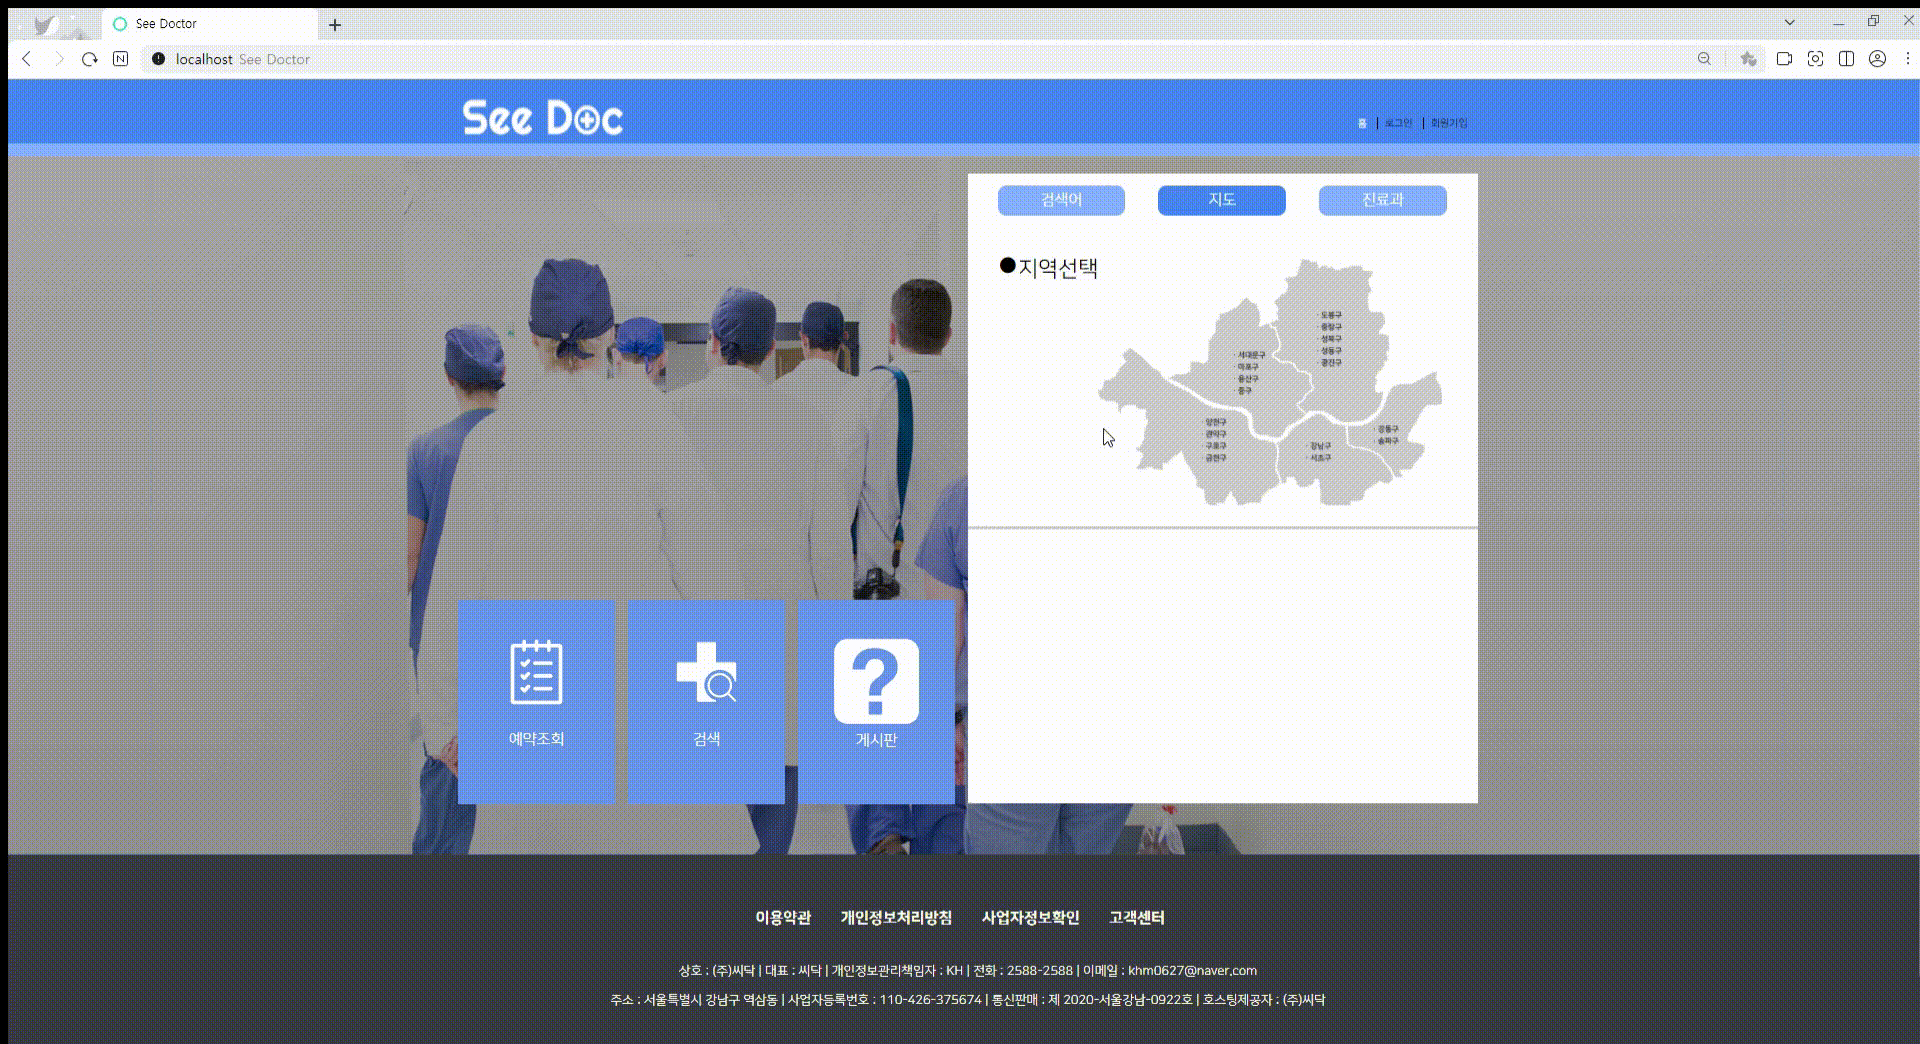 See Doctor
localhost See Doctor
See Doc
홈 | 로그인 | 회원가입
검색어 지도 진료과
●지역선택
· 도봉구
· 중랑구
· 성북구
· 성동구
· 광진구
· 서대문구
· 마포구
· 용산구
· 중구
· 양천구
· 관악구
· 구로구
· 금천구
· 강남구
· 서초구
· 강동구
· 송파구
예약조회 검색 게시판
이용약관 개인정보처리방침 사업자정보확인 고객센터
상호 : (주)씨닥 | 대표 : 씨닥 | 개인정보관리책임자 : KH | 전화 : 2588-2588 | 이메일 : khm0627@naver.com
주소 : 서울특별시 강남구 역삼동 | 사업자등록번호 : 110-426-375674 | 통신판매 : 제 2020-서울강남-0922호 | 호스팅제공자 : (주)씨닥